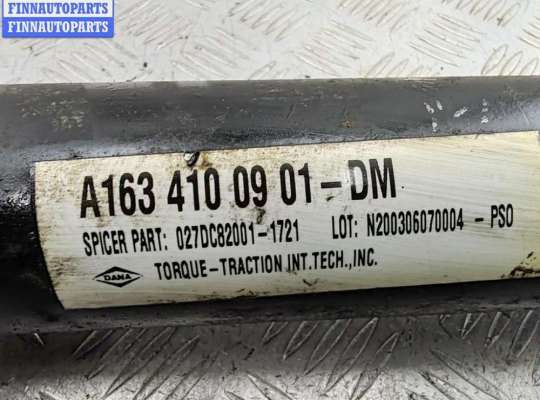 FINNAUTOPARTS
FINNAUTOPARTS
A163 410 09 01-DM
SPICER PART: 027DC82001-1721 LOT: N200306070004 - PSO
DANA TORQUE-TRACTION INT.TECH.,INC.